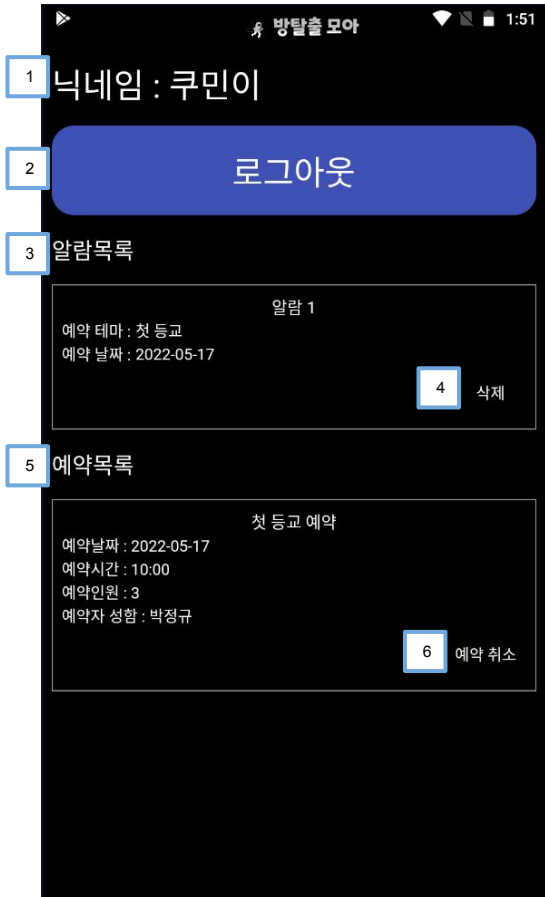 방탈출 모아 1:51
1 닉네임 : 쿠민이
2 로그아웃
3 알람목록
알람 1
예약 테마 : 첫 등교
예약 날짜 : 2022-05-17
4 삭제
5 예약목록
첫 등교 예약
예약날짜 : 2022-05-17
예약시간 : 10:00
예약인원 : 3
예약자 성함 : 박정규
6 예약 취소